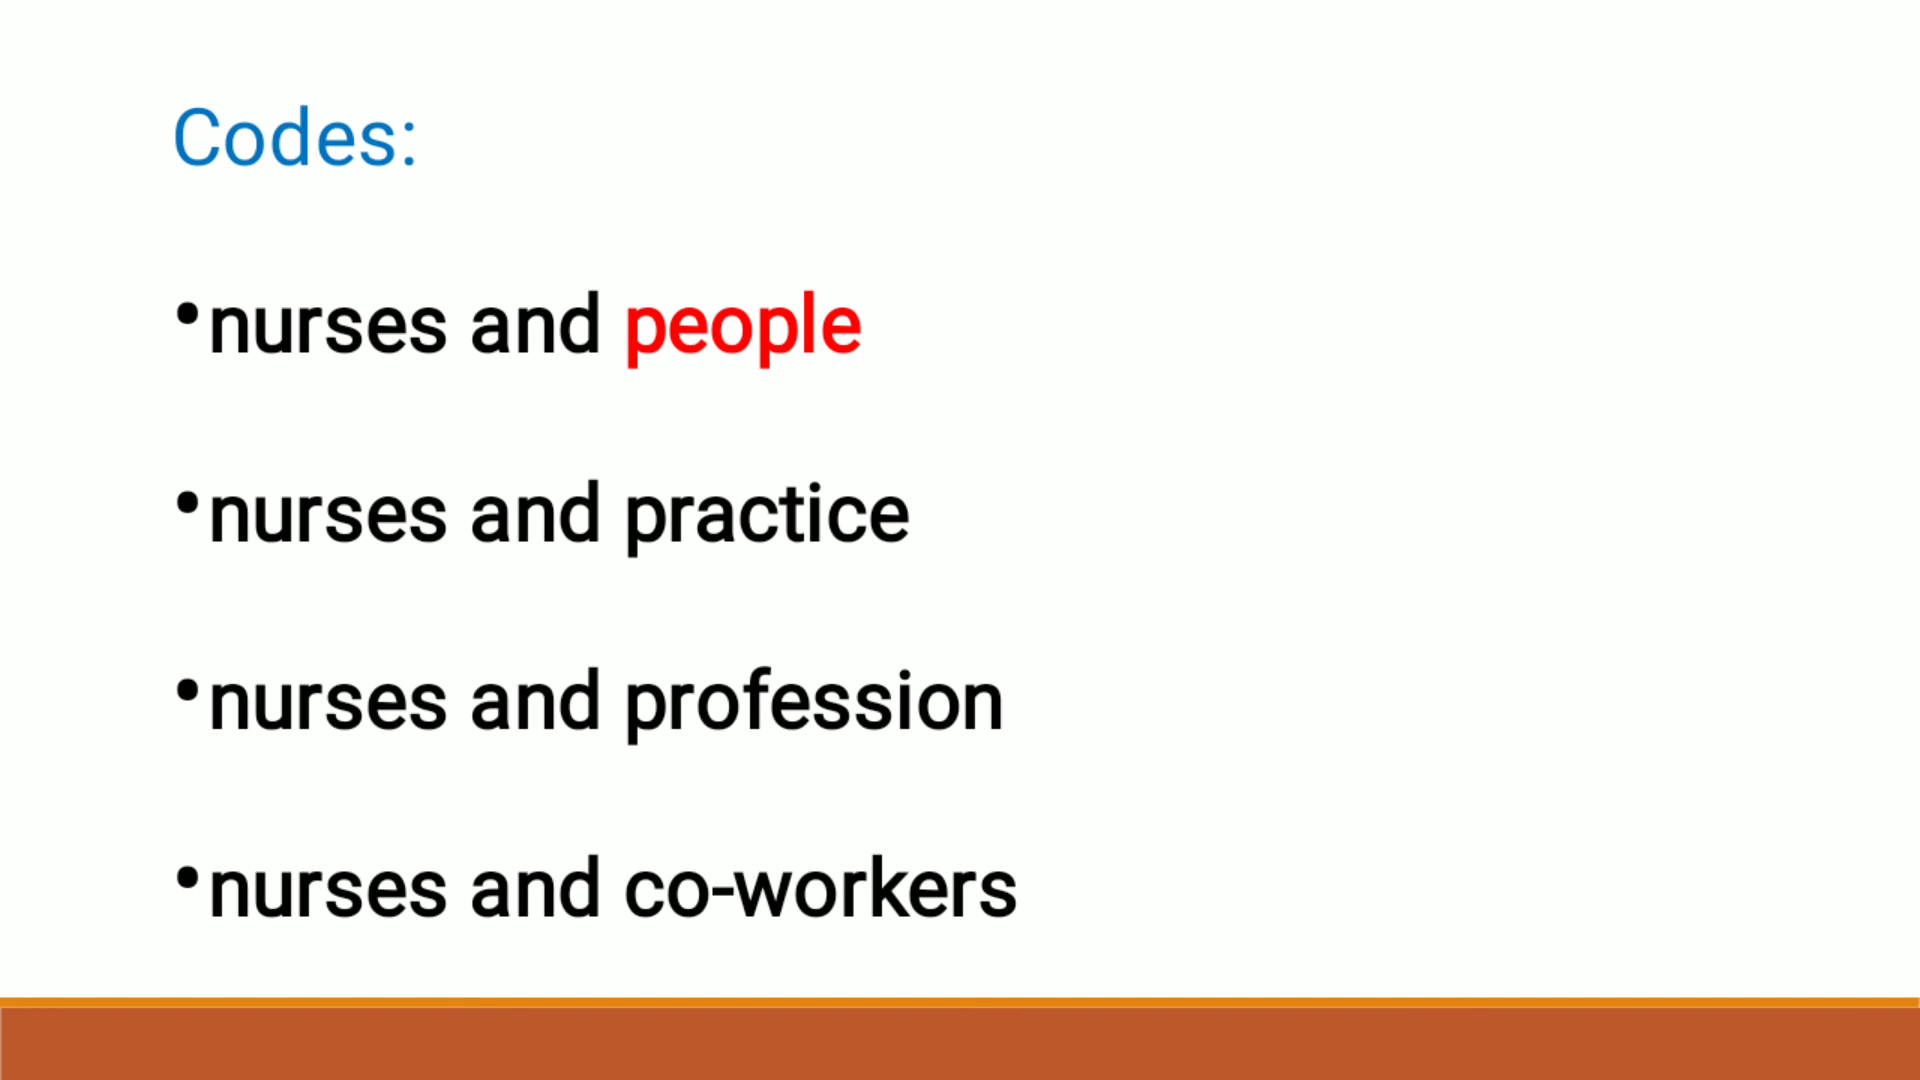 Codes:
•nurses and people
•nurses and practice
•nurses and profession
•nurses and co-workers